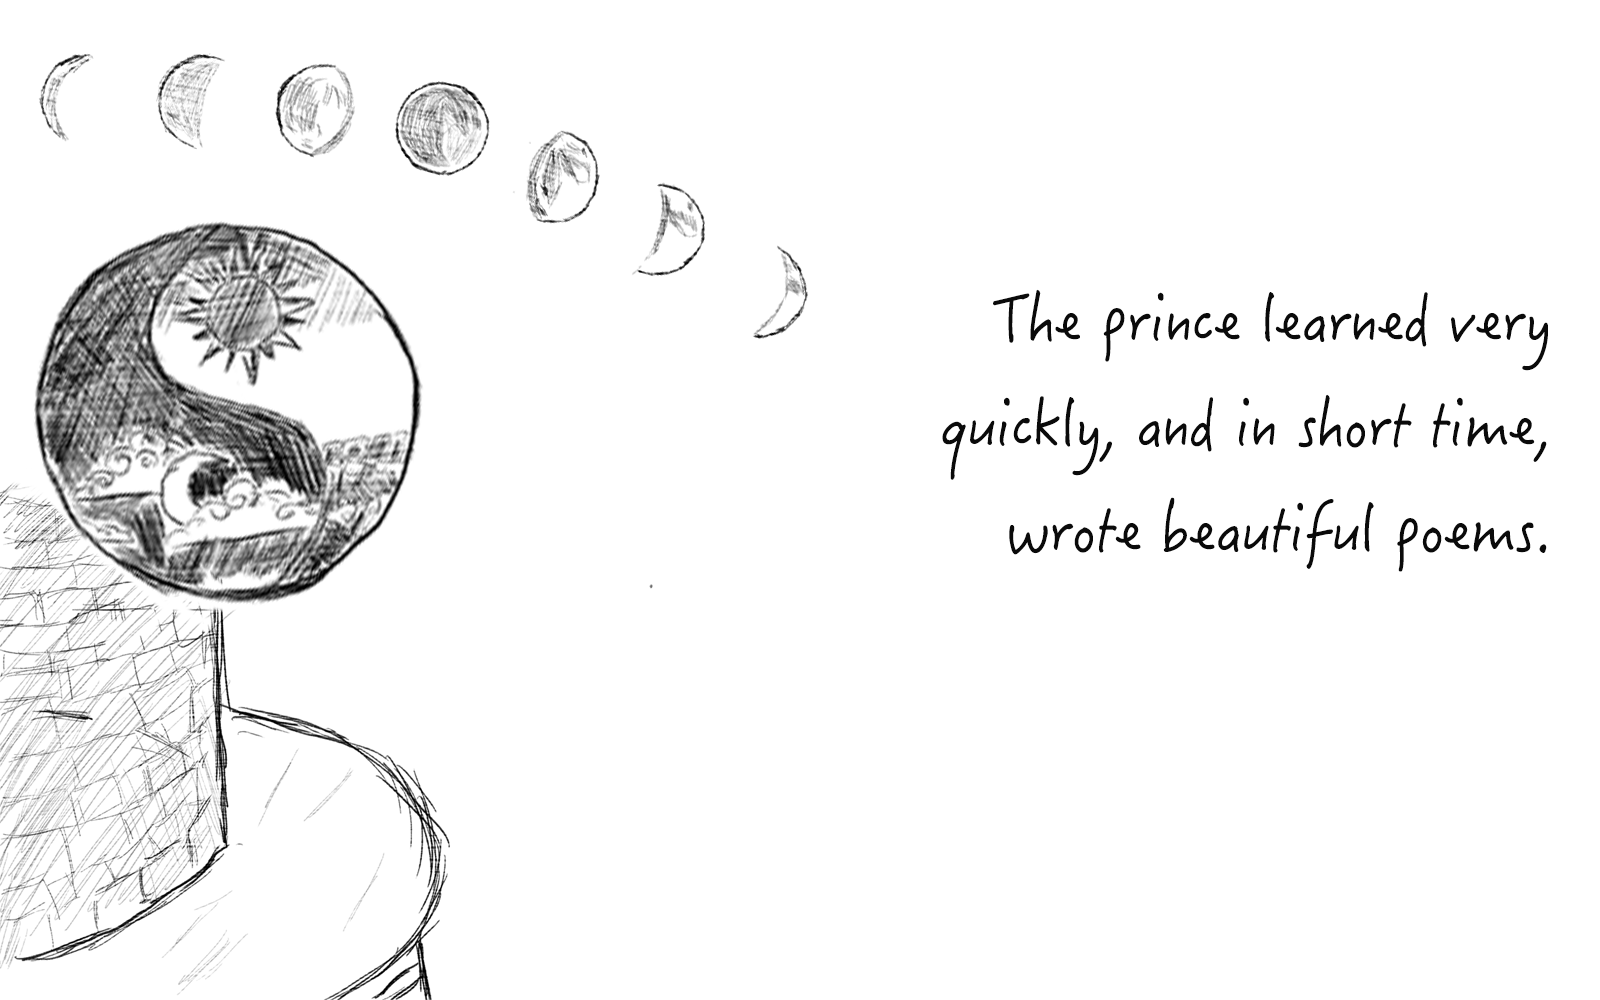 The prince learned very
quickly, and in short time,
wrote beautiful poems.